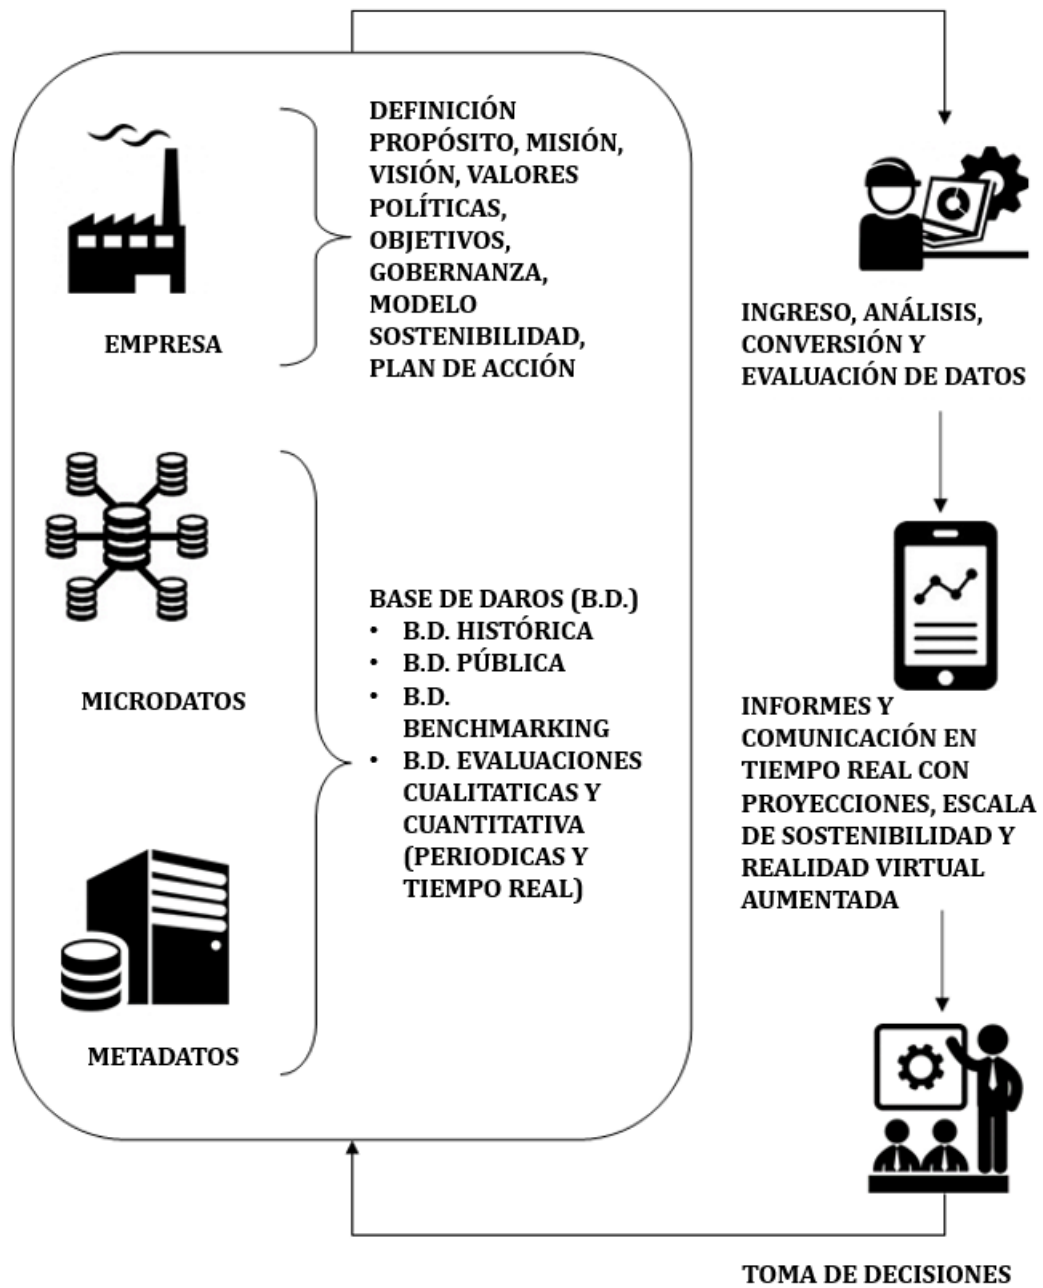 EMPRESA
DEFINICIÓN
PROPÓSITO, MISIÓN,
VISIÓN, VALORES
POLÍTICAS,
OBJETIVOS,
GOBERNANZA,
MODELO
SOSTENIBILIDAD,
PLAN DE ACCIÓN
MICRODATOS
METADATOS
BASE DE DAROS (B.D.)
• B.D. HISTÓRICA
• B.D. PÚBLICA
• B.D.
BENCHMARKING
• B.D. EVALUACIONES
CUALITATICAS Y
CUANTITATIVA
(PERIODICAS Y
TIEMPO REAL)
INGRESO, ANÁLISIS,
CONVERSIÓN Y
EVALUACIÓN DE DATOS
INFORMES Y
COMUNICACIÓN EN
TIEMPO REAL CON
PROYECCIONES, ESCALA
DE SOSTENIBILIDAD Y
REALIDAD VIRTUAL
AUMENTADA
TOMA DE DECISIONES